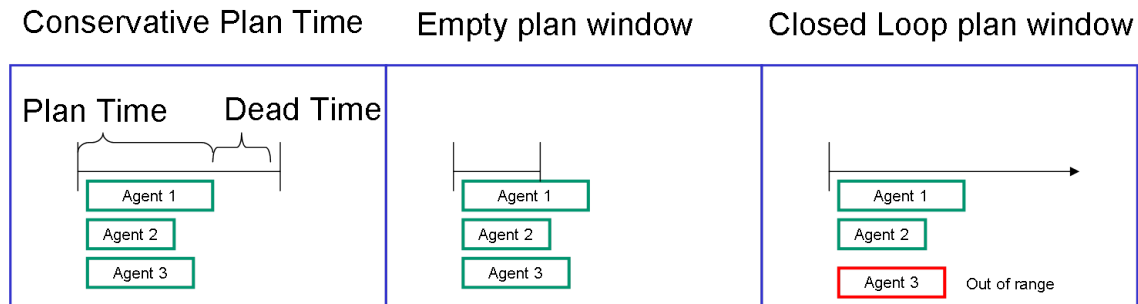 Conservative Plan Time
Empty plan window
Closed Loop plan window
Plan Time
Dead Time
Agent 1
Agent 2
Agent 3
Agent 1
Agent 2
Agent 3
Agent 1
Agent 2
Agent 3
Out of range